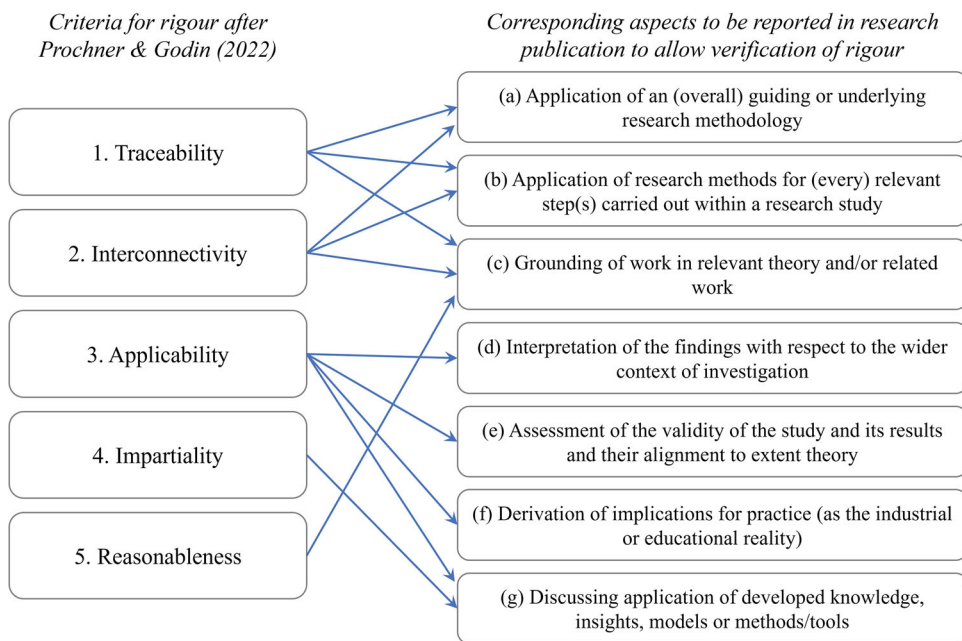 Criteria for rigour after
Prochner & Godin (2022)
1. Traceability
2. Interconnectivity
3. Applicability
4. Impartiality
5. Reasonableness
Corresponding aspects to be reported in research
publication to allow verification of rigour
(a) Application of an (overall) guiding or underlying
research methodology
(b) Application of research methods for (every) relevant
step(s) carried out within a research study
(c) Grounding of work in relevant theory and/or related
work
(d) Interpretation of the findings with respect to the wider
context of investigation
(e) Assessment of the validity of the study and its results
and their alignment to extent theory
(f) Derivation of implications for practice (as the industrial
or educational reality)
(g) Discussing application of developed knowledge,
insights, models or methods/tools